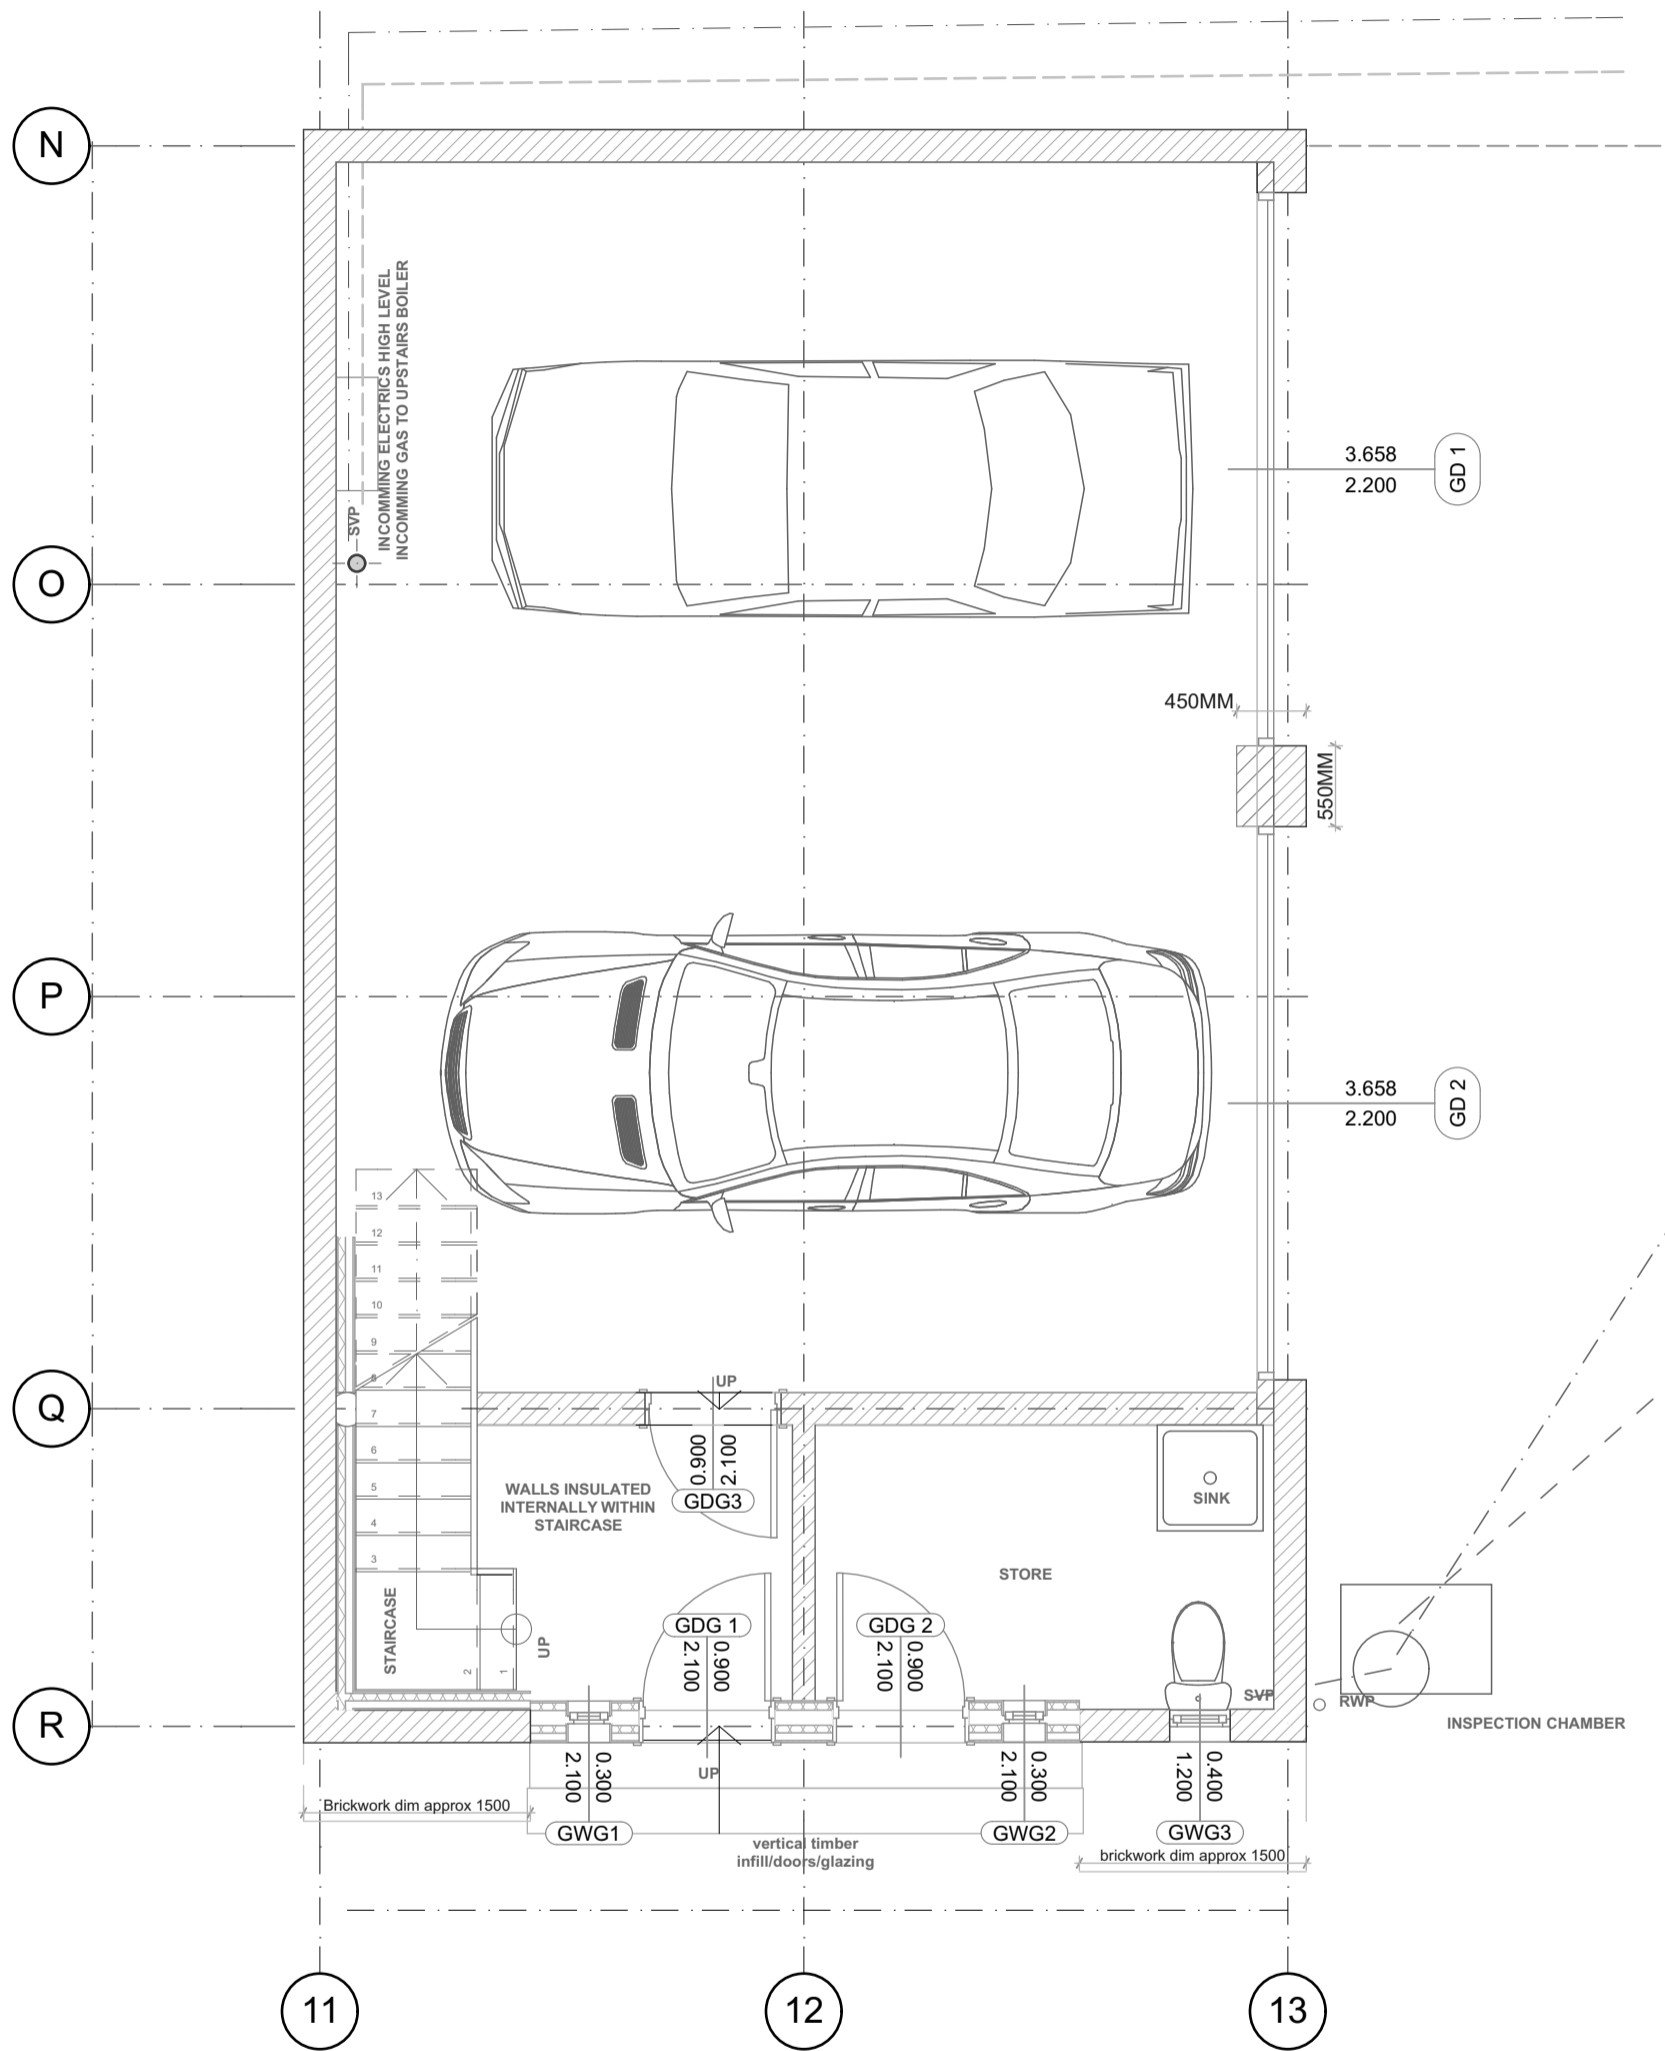 N
INCOMMING ELECTRICS HIGH LEVEL
INCOMMING GAS TO UPSTAIRS BOILER
SVP
3.658
2.200
GD 1
O
450MM
550MM
P
3.658
2.200
GD 2
13
12
11
10
9
8
7
6
5
4
3
2
1
Q
UP
0.900
2.100
GDG3
WALLS INSULATED
INTERNALLY WITHIN
STAIRCASE
SINK
STORE
STAIRCASE
UP
GDG 1
0.900
2.100
GDG 2
0.900
2.100
SVP
RWP
INSPECTION CHAMBER
R
UP
0.300
2.100
GWG1
0.300
2.100
GWG2
0.400
1.200
GWG3
Brickwork dim approx 1500
vertical timber
infill/doors/glazing
brickwork dim approx 1500
11
12
13